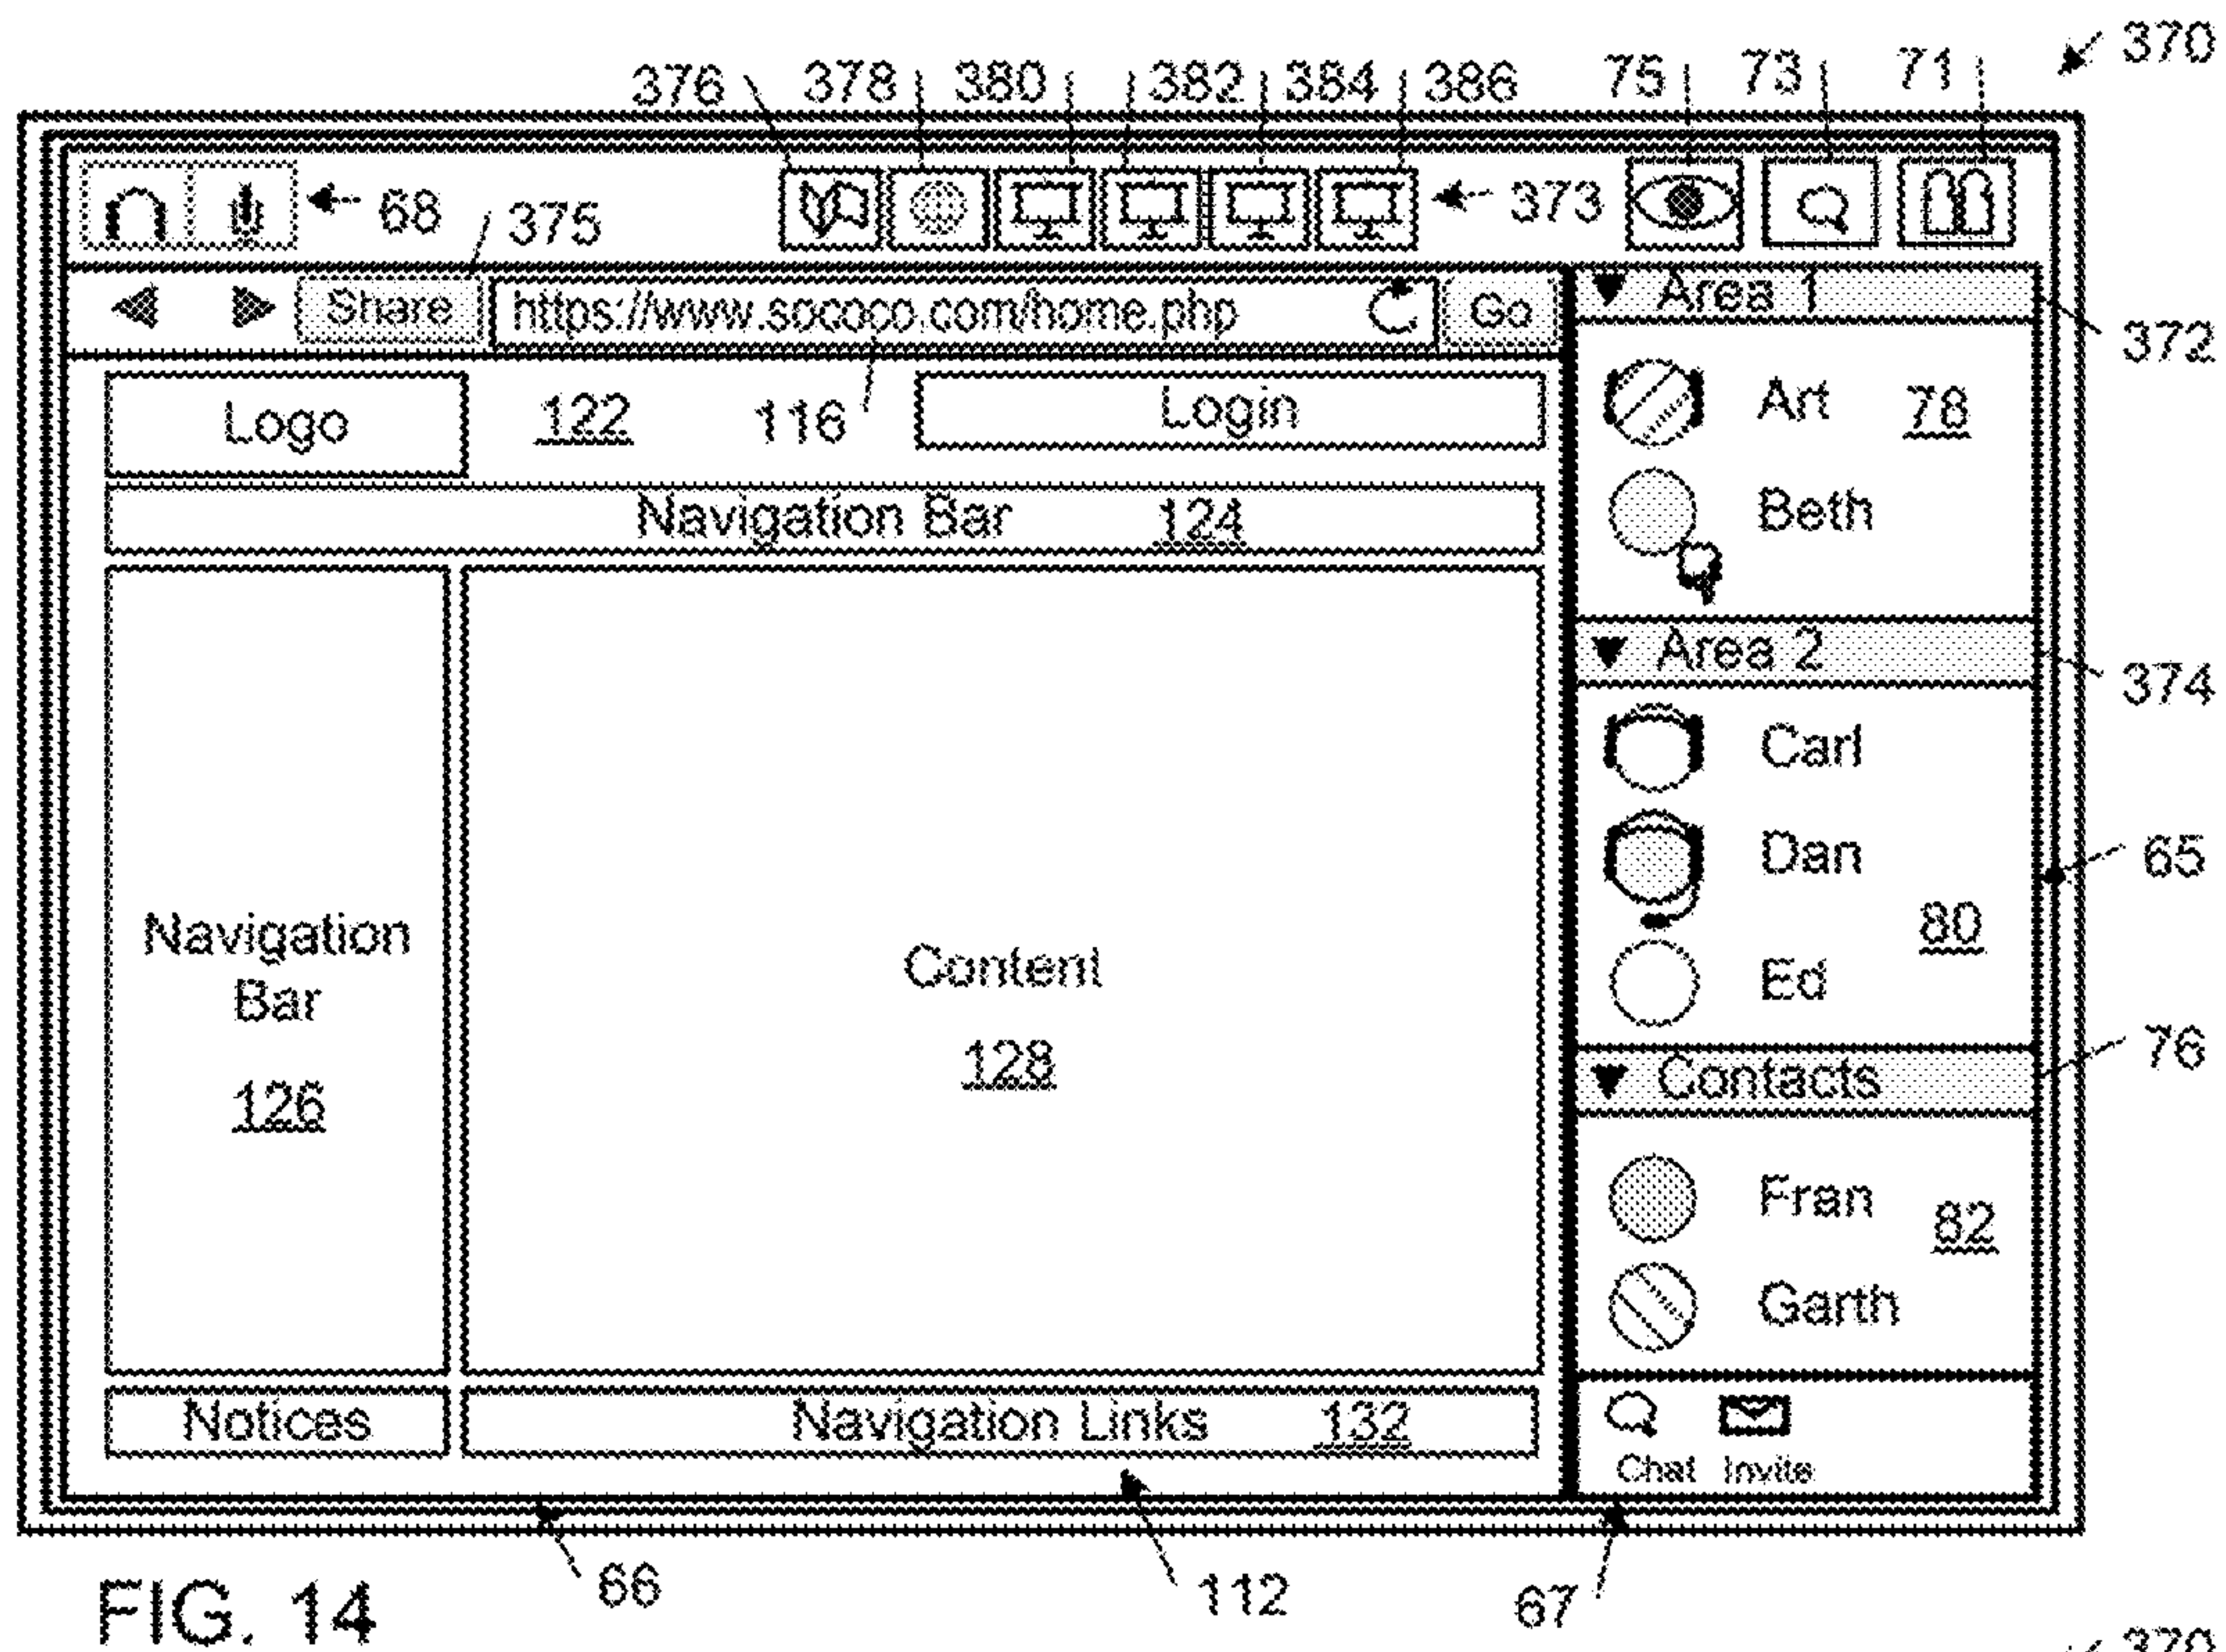 370
376 378 380 382 384 386 75 73 71
68 375 373
Share https://www.sococo.com/home.php Go
Area 1
372
Logo 122 116 Login
Art 78
Navigation Bar 124
Beth
Area 2
374
Carl
Dan
65
Navigation
Bar
126
Content
128
80
Ed
76
Contacts
Fran 82
Garth
Notices Navigation Links 132
Chat Invite
66 112 67
FIG. 14